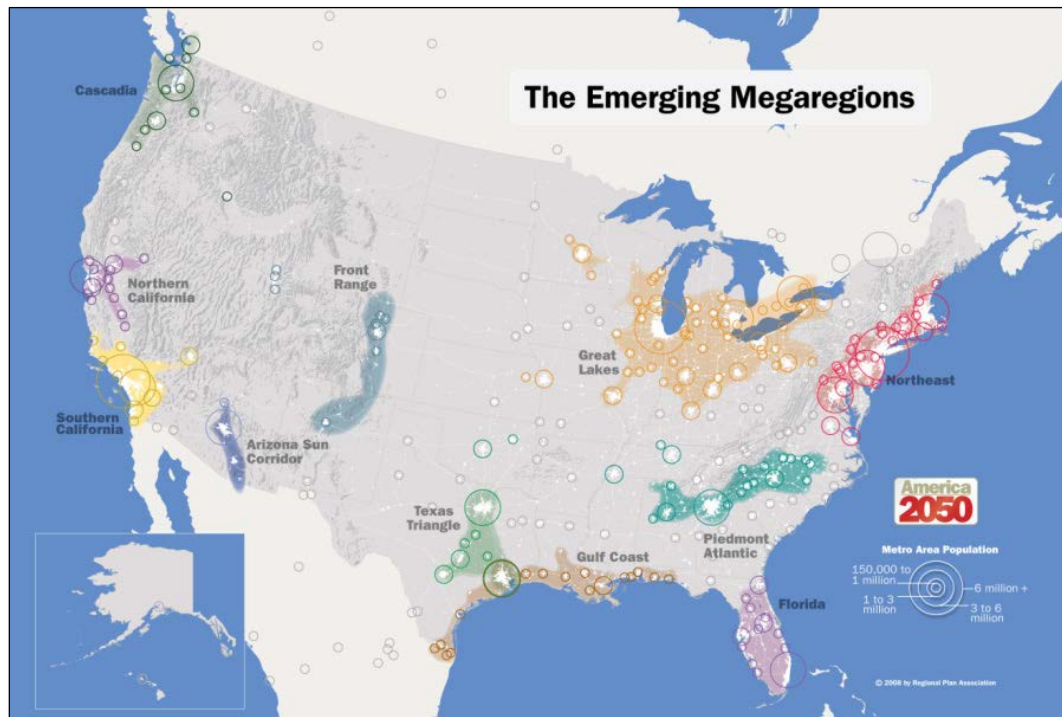 The Emerging Megaregions
Cascadia
Northern
California
Front
Range
Great
Lakes
Northeast
Southern
California
Arizona Sun
Corridor
Texas
Triangle
Gulf Coast
Piedmont
Atlantic
Florida
America
2050
Metro Area Population
150,000 to
1 million
1 to 3
million
6 million +
3 to 6
million
© 2008 by Regional Plan Association